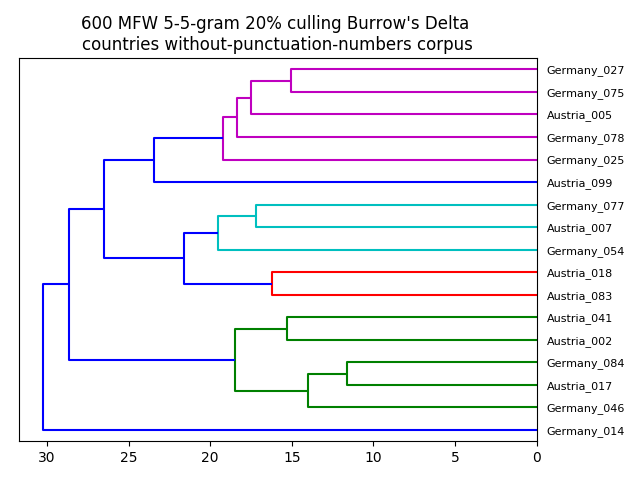 600 MFW 5-5-gram 20% culling Burrow's Delta
countries without-punctuation-numbers corpus
Germany_027
Germany_075
Austria_005
Germany_078
Germany_025
Austria_099
Germany_077
Austria_007
Germany_054
Austria_018
Austria_083
Austria_041
Austria_002
Germany_084
Austria_017
Germany_046
Germany_014
30 25 20 15 10 5 0